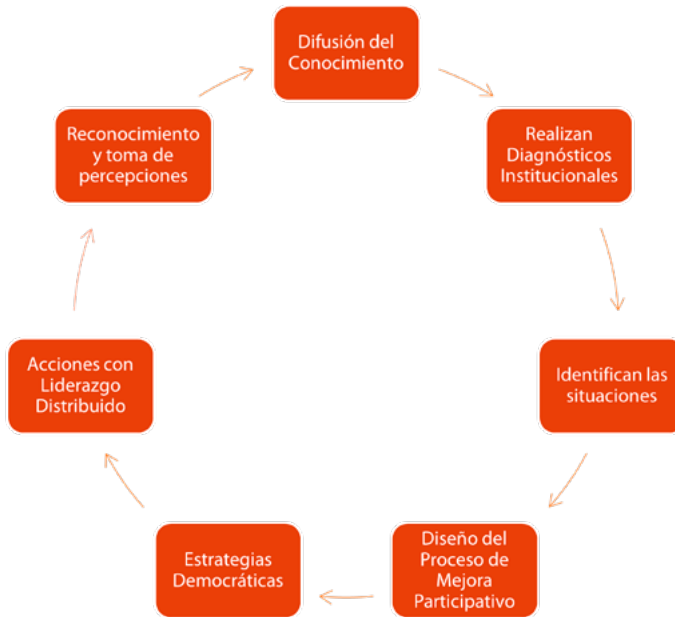 Difusión del
Conocimiento
Realizan
Diagnósticos
Institucionales
Identifican las
situaciones
Diseño del
Proceso de
Mejora
Participativo
Estrategias
Democráticas
Acciones con
Liderazgo
Distribuido
Reconocimiento
y toma de
percepciones